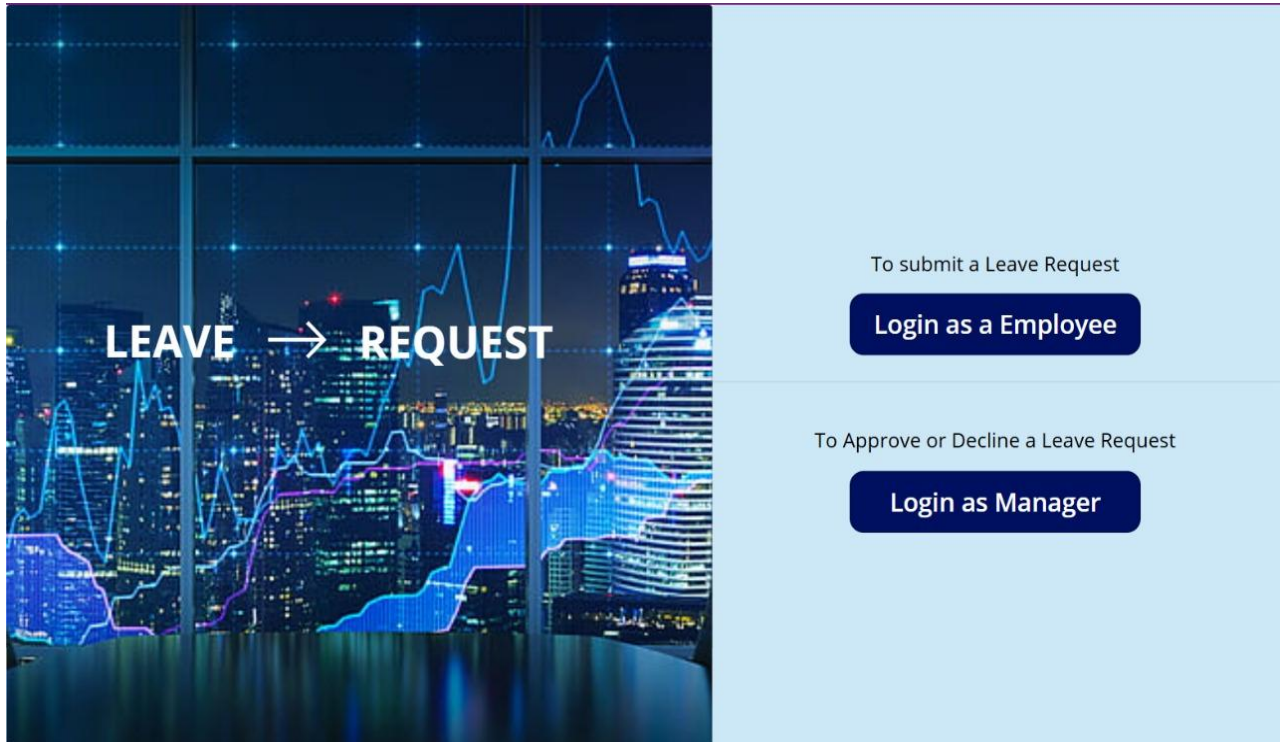 LEAVE → REQUEST
To submit a Leave Request
Login as a Employee
To Approve or Decline a Leave Request
Login as Manager